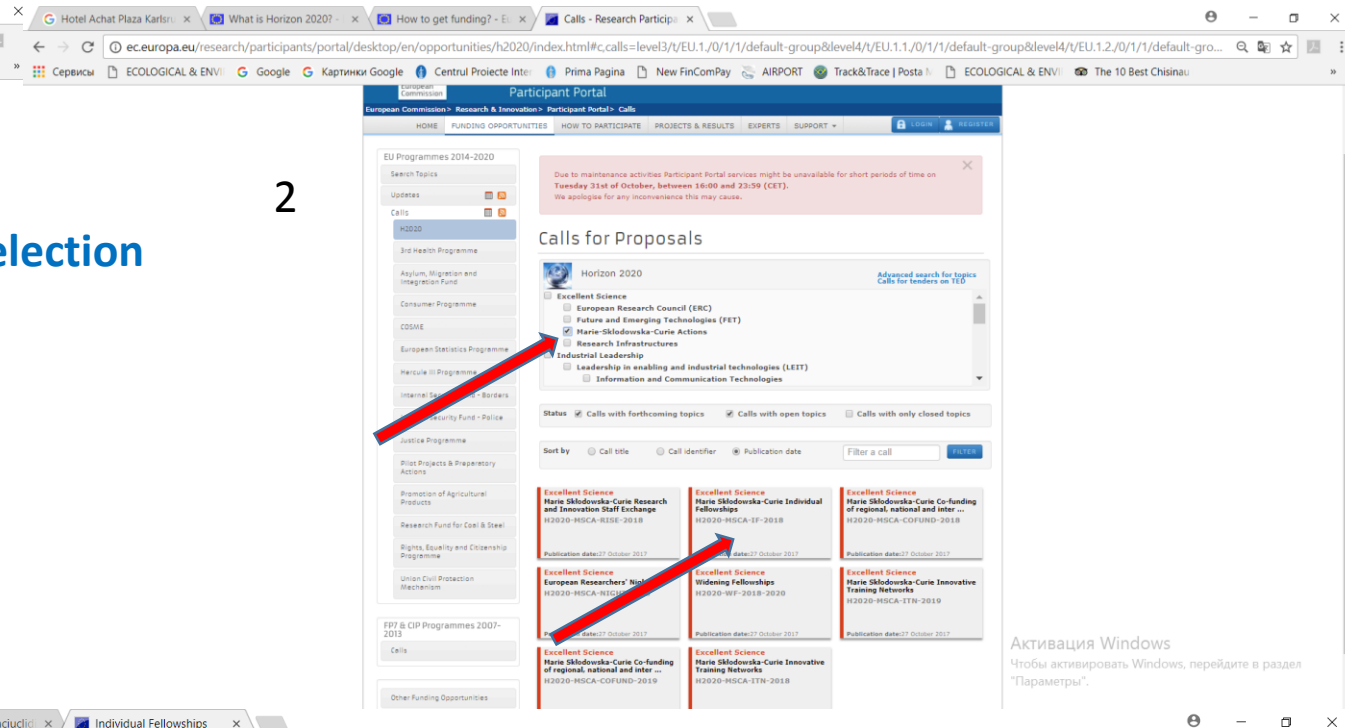 Hotel Achat Plaza Karlsru
What is Horizon 2020? -
How to get funding? - Eu
Calls - Research Participa
ec.europa.eu/research/participants/portal/desktop/en/opportunities/h2020/index.html#c,calls=level3/t/EU.1./0/1/1/default-group&level4/t/EU.1.1./0/1/1/default-group&level4/t/EU.1.2./0/1/1/default-gro...
Сервисы ECOLOGICAL & ENVI Google Картинки Google Centrul Proiecte Inter Prima Pagina New FinComPay AIRPORT Track&Trace | Posta ECOLOGICAL & ENVI The 10 Best Chisinau
European
Commission
Participant Portal
European Commission > Research & Innovation > Participant Portal > Calls
HOME FUNDING OPPORTUNITIES HOW TO PARTICIPATE PROJECTS & RESULTS EXPERTS SUPPORT LOGIN REGISTER
2
election
EU Programmes 2014-2020
Search Topics
Updates
Calls
H2020
3rd Health Programme
Asylum, Migration and
Integration Fund
Consumer Programme
COSME
European Statistics Programme
Hercule III Programme
Internal Sec - Borders
curity Fund - Police
Justice Programme
Pilot Projects & Preparatory
Actions
Promotion of Agricultural
Products
Research Fund for Coal & Steel
Rights, Equality and Citizenship
Programme
Union Civil Protection
Mechanism
FP7 & CIP Programmes 2007-
2013
Calls
Other Funding Opportunities
Due to maintenance activities Participant Portal services might be unavailable for short periods of time on
Tuesday 31st of October, between 16:00 and 23:59 (CET).
We apologise for any inconvenience this may cause.
Calls for Proposals
Horizon 2020
Advanced search for topics
Calls for tenders on TED
Excellent Science
European Research Council (ERC)
Future and Emerging Technologies (FET)
Marie-Sklodowska-Curie Actions
Research Infrastructures
Industrial Leadership
Leadership in enabling and industrial technologies (LEIT)
Information and Communication Technologies
Status Calls with forthcoming topics Calls with open topics Calls with only closed topics
Sort by Call title Call identifier Publication date Filter a call FILTER
Excellent Science
Marie Skłodowska-Curie Research
and Innovation Staff Exchange
H2020-MSCA-RISE-2018
Publication date:27 October 2017
Excellent Science
Marie Skłodowska-Curie Individual
Fellowships
H2020-MSCA-IF-2018
date:27 October 2017
Excellent Science
Marie Skłodowska-Curie Co-funding
of regional, national and inter ...
H2020-MSCA-COFUND-2018
Publication date:27 October 2017
Excellent Science
European Researchers' Nig
H2020-MSCA-NIGH
date:27 October 2017
Excellent Science
Widening Fellowships
H2020-WF-2018-2020
Publication date:27 October 2017
Excellent Science
Marie Skłodowska-Curie Innovative
Training Networks
H2020-MSCA-ITN-2019
Publication date:27 October 2017
Excellent Science
Marie Skłodowska-Curie Co-funding
of regional, national and inter ...
H2020-MSCA-COFUND-2019
Excellent Science
Marie Skłodowska-Curie Innovative
Training Networks
H2020-MSCA-ITN-2018
Активация Windows
Чтобы активировать Windows, перейдите в раздел
"Параметры".
Individual Fellowships